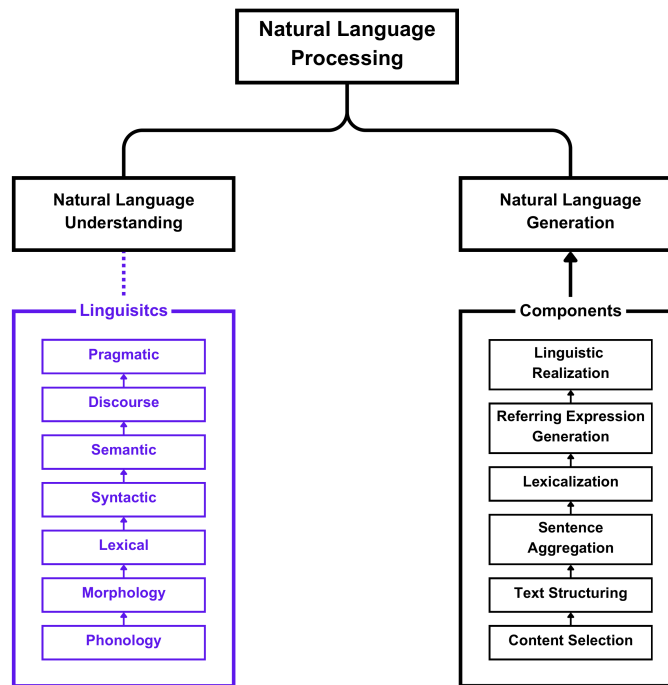 Natural Language
Processing
Natural Language
Understanding
Natural Language
Generation
Linguisitcs
Pragmatic
Discourse
Semantic
Syntactic
Lexical
Morphology
Phonology
Components
Linguistic
Realization
Referring Expression
Generation
Lexicalization
Sentence
Aggregation
Text Structuring
Content Selection